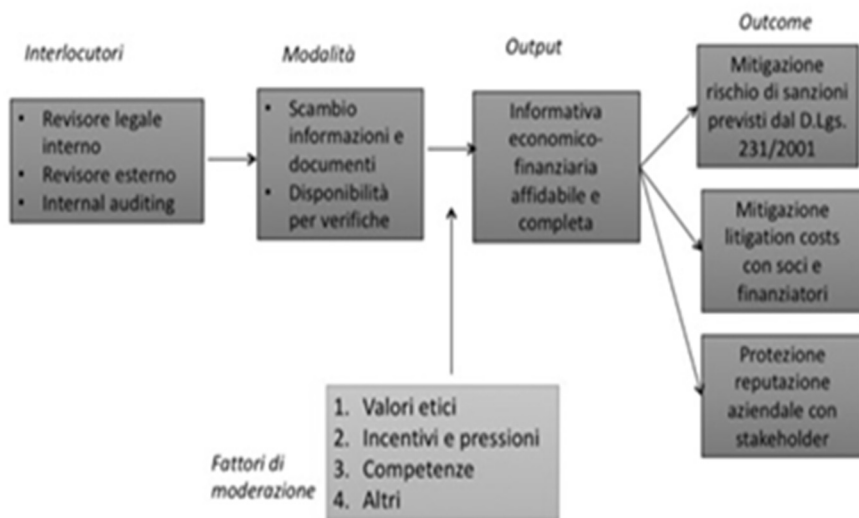 Interlocutori
Modalità
Output
Outcome
▪ Revisore legale
interno
▪ Revisore esterno
▪ Internal auditing
▪ Scambio
informazioni e
documenti
▪ Disponibilità
per verifiche
Informativa
economico-
finanziaria
affidabile e
completa
Mitigazione
rischio di sanzioni
previsti dal D.Lgs.
231/2001
Mitigazione
litigation costs
con soci e
finanziatori
Protezione
reputazione
aziendale con
stakeholder
Fattori di
moderazione
1. Valori etici
2. Incentivi e pressioni
3. Competenze
4. Altri